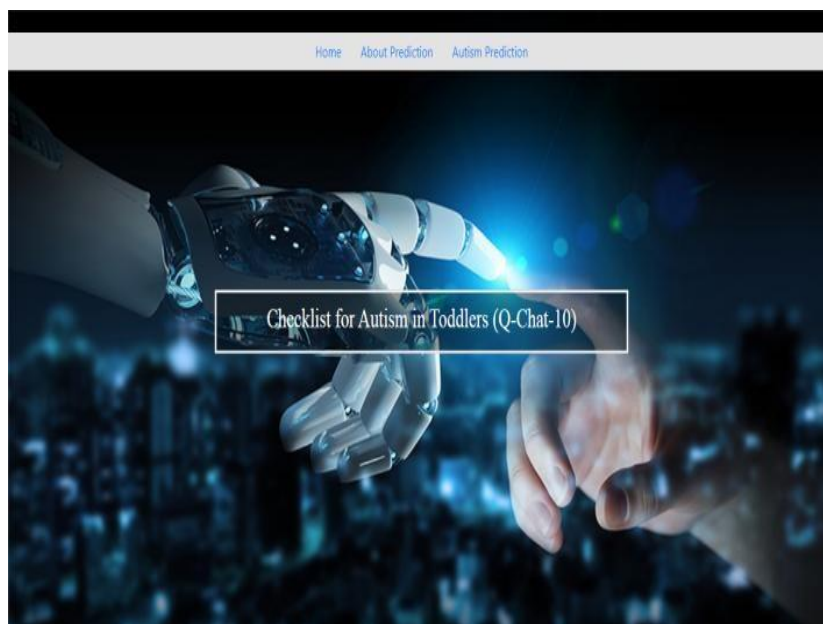 Home About Prediction Autism Prediction
Checklist for Autism in Toddlers (Q-Chat-10)